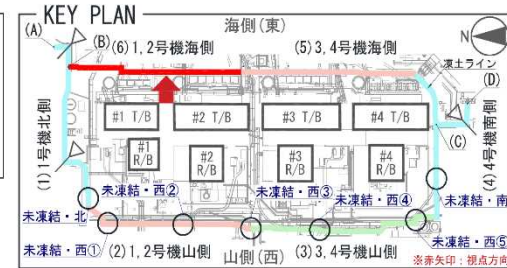 KEY PLAN
海側(東)
N
(A)
(B)
(6) 1,2号機海側
(5) 3,4号機海側
凍土ライン
(D)
#1 T/B
#2 T/B
#3 T/B
#4 T/B
(C)
(1) 1号機北側
#1
R/B
#2
R/B
#3
R/B
#4
R/B
(4) 4号機南側
未凍結・北
未凍結・西②
未凍結・西③
未凍結・西④
未凍結・南
未凍結・西①
(2) 1,2号機山側
山側(西)
(3) 3,4号機山側
未凍結・西⑤
※赤矢印:視点方向